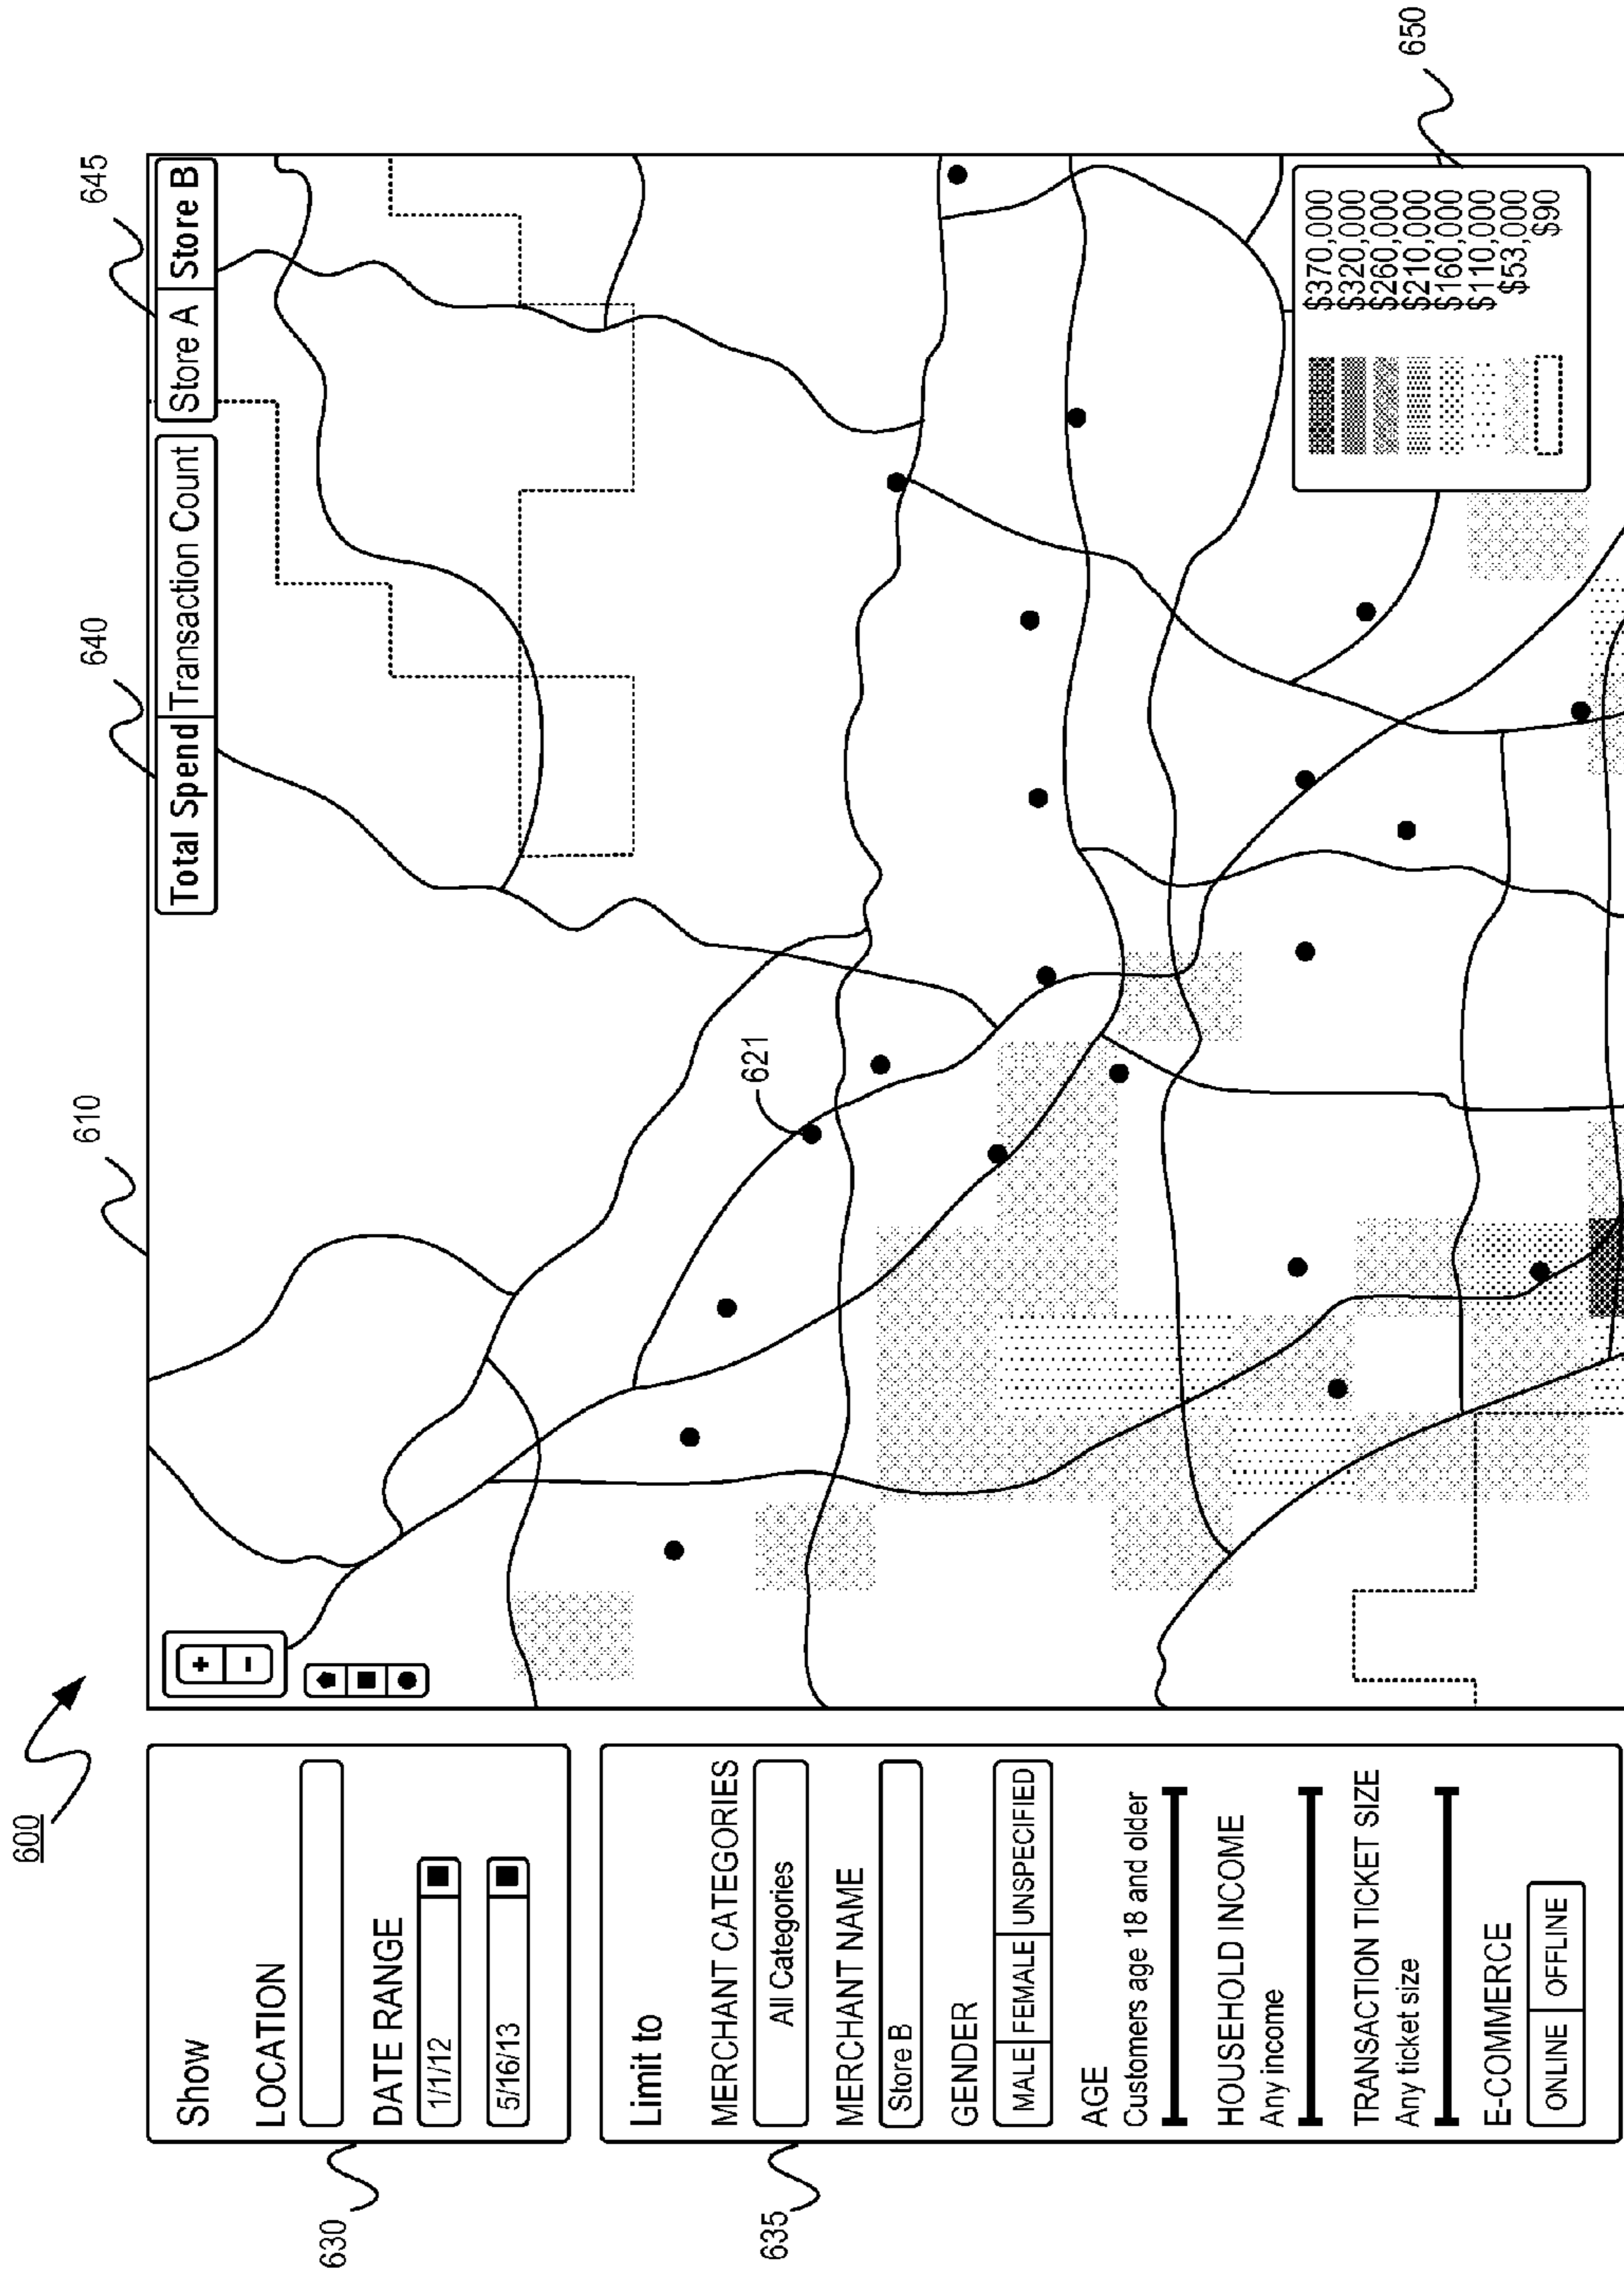 600
610
640
645
Show
LOCATION
DATE RANGE
1/1/12
5/16/13
630
Limit to
MERCHANT CATEGORIES
All Categories
MERCHANT NAME
Store B
GENDER
MALE FEMALE UNSPECIFIED
AGE
Customers age 18 and older
HOUSEHOLD INCOME
Any income
TRANSACTION TICKET SIZE
Any ticket size
E-COMMERCE
ONLINE OFFLINE
635
+
-
Total Spend Transaction Count
Store A Store B
621
$370,000
$320,000
$260,000
$210,000
$160,000
$110,000
$53,000
$90
650